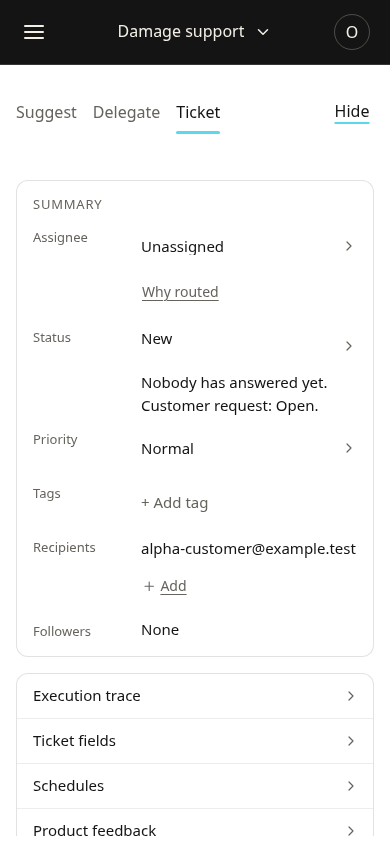 Damage support
O
Suggest Delegate Ticket Hide
SUMMARY
Assignee Unassigned
Why routed
Status New
Nobody has answered yet.
Customer request: Open.
Priority Normal
Tags + Add tag
Recipients alpha-customer@example.test
+ Add
Followers None
Execution trace
Ticket fields
Schedules
Product feedback